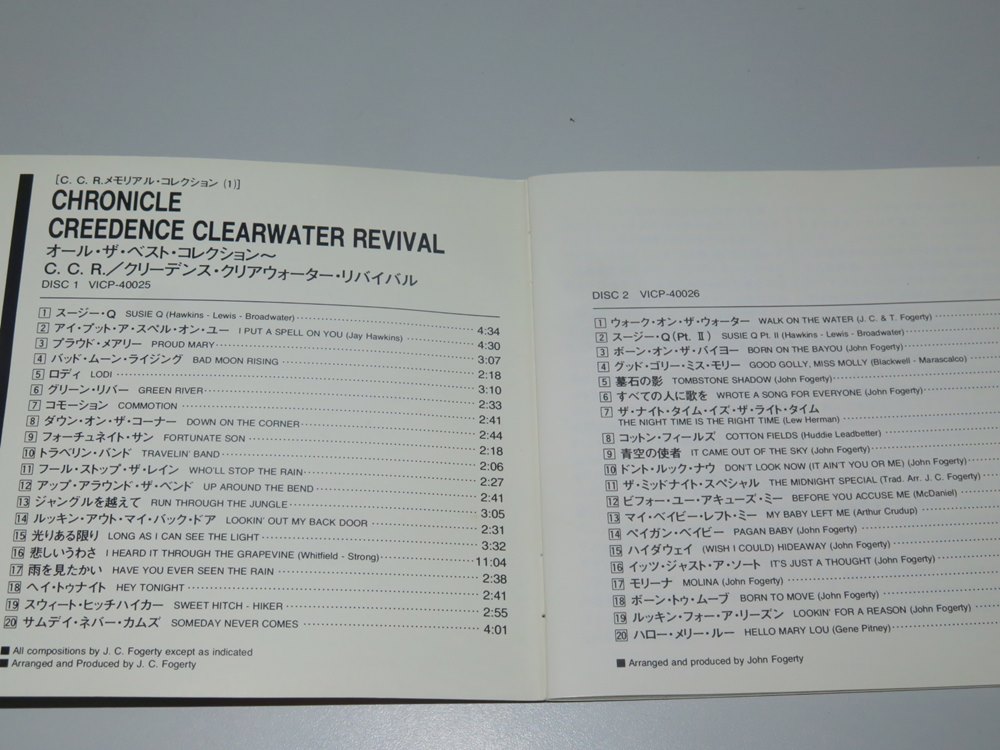 [C. C. R.メモリアル・コレクション (1)]
CHRONICLE
CREEDENCE CLEARWATER REVIVAL
オール・ザ・ベスト・コレクション〜
C. C. R.／クリーデンス・クリアウォーター・リバイバル
DISC 1 VICP-40025
1 スージー・Q SUSIE Q (Hawkins - Lewis - Broadwater) 4:34
2 アイ・プット・ア・スペル・オン・ユー I PUT A SPELL ON YOU (Jay Hawkins) 4:30
3 プラウド・メアリー PROUD MARY 3:07
4 バッド・ムーン・ライジング BAD MOON RISING 2:18
5 ロディ LODI 3:10
6 グリーン・リバー GREEN RIVER 2:33
7 コモーション COMMOTION 2:41
8 ダウン・オン・ザ・コーナー DOWN ON THE CORNER 2:44
9 フォーチュネイト・サン FORTUNATE SON 2:18
10 トラベリン・バンド TRAVELIN' BAND 2:06
11 フール・ストップ・ザ・レイン WHO'LL STOP THE RAIN 2:27
12 アップ・アラウンド・ザ・ベンド UP AROUND THE BEND 2:41
13 ジャングルを越えて RUN THROUGH THE JUNGLE 3:05
14 ルッキン・アウト・マイ・バック・ドア LOOKIN' OUT MY BACK DOOR 2:31
15 光りある限り LONG AS I CAN SEE THE LIGHT 3:32
16 悲しいうわさ I HEARD IT THROUGH THE GRAPEVINE (Whitfield - Strong) 11:04
17 雨を見たかい HAVE YOU EVER SEEN THE RAIN 2:38
18 ヘイ・トゥナイト HEY TONIGHT 2:41
19 スウィート・ヒッチハイカー SWEET HITCH - HIKER 2:55
20 サムデイ・ネバー・カムズ SOMEDAY NEVER COMES 4:01
■ All compositions by J. C. Fogerty except as indicated
■ Arranged and Produced by J. C. Fogerty
DISC 2 VICP-40026
1 ウォーク・オン・ザ・ウォーター WALK ON THE WATER (J. C. & T. Fogerty)
2 スージー・Q (Pt. II) SUSIE Q Pt. II (Hawkins - Lewis - Broadwater)
3 ボーン・オン・ザ・バイヨー BORN ON THE BAYOU (John Fogerty)
4 グッド・ゴリー・ミス・モリー GOOD GOLLY, MISS MOLLY (Blackwell - Marascalco)
5 墓石の影 TOMBSTONE SHADOW (John Fogerty)
6 すべての人に歌を WROTE A SONG FOR EVERYONE (John Fogerty)
7 ザ・ナイト・タイム・イズ・ザ・ライト・タイム
THE NIGHT TIME IS THE RIGHT TIME (Lew Herman)
8 コットン・フィールズ COTTON FIELDS (Huddie Leadbetter)
9 青空の使者 IT CAME OUT OF THE SKY (John Fogerty)
10 ドント・ルック・ナウ DON'T LOOK NOW (IT AIN'T YOU OR ME) (John Fogerty)
11 ザ・ミッドナイト・スペシャル THE MIDNIGHT SPECIAL (Trad. Arr. J. C. Fogerty)
12 ビフォー・ユー・アキューズ・ミー BEFORE YOU ACCUSE ME (McDaniel)
13 マイ・ベイビー・レフト・ミー MY BABY LEFT ME (Arthur Crudup)
14 ペイガン・ベイビー PAGAN BABY (John Fogerty)
15 ハイダウェイ (WISH I COULD) HIDEAWAY (John Fogerty)
16 イッツ・ジャスト・ア・ソート IT'S JUST A THOUGHT (John Fogerty)
17 モリーナ MOLINA (John Fogerty)
18 ボーン・トゥ・ムーブ BORN TO MOVE (John Fogerty)
19 ルッキン・フォー・ア・リーズン LOOKIN' FOR A REASON (John Fogerty)
20 ハロー・メリー・ルー HELLO MARY LOU (Gene Pitney)
■ Arranged and produced by John Fogerty